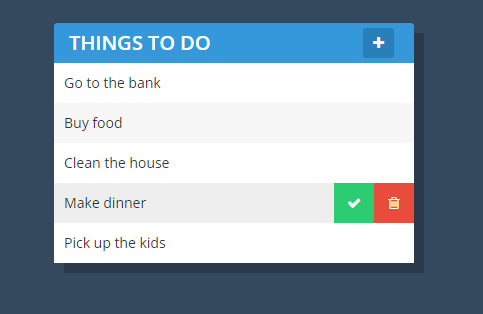 THINGS TO DO
Go to the bank
Buy food
Clean the house
Make dinner
Pick up the kids